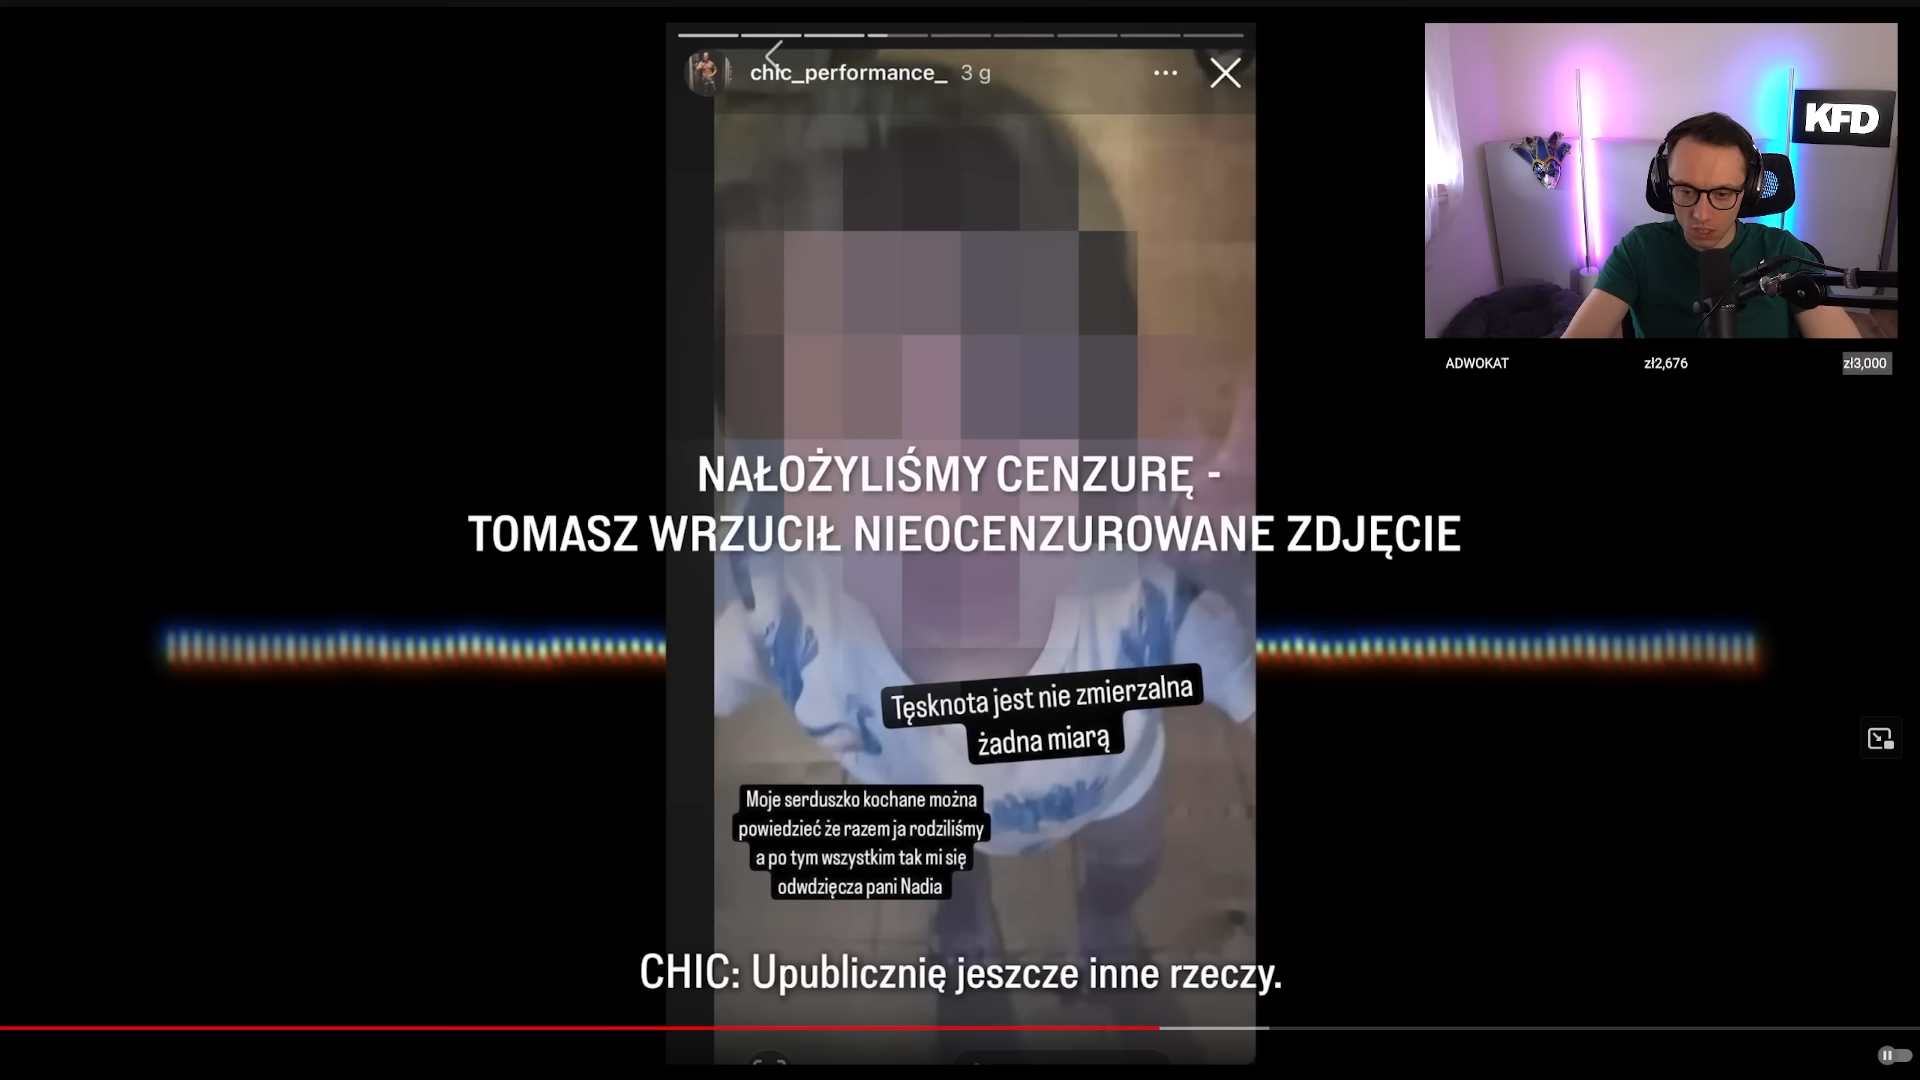 chic_performance_ 3 g
KFD
ADWOKAT zł2,676 zł3,000
NAŁOŻYLIŚMY CENZURĘ -
TOMASZ WRZUCIŁ NIEOCENZUROWANE ZDJĘCIE
Tęsknota jest nie zmierzalna
żadna miarą
Moje serduszko kochane można
powiedzieć że razem ja rodziliśmy
a po tym wszystkim tak mi się
odwdzięcza pani Nadia
CHIC: Upublicznię jeszcze inne rzeczy.